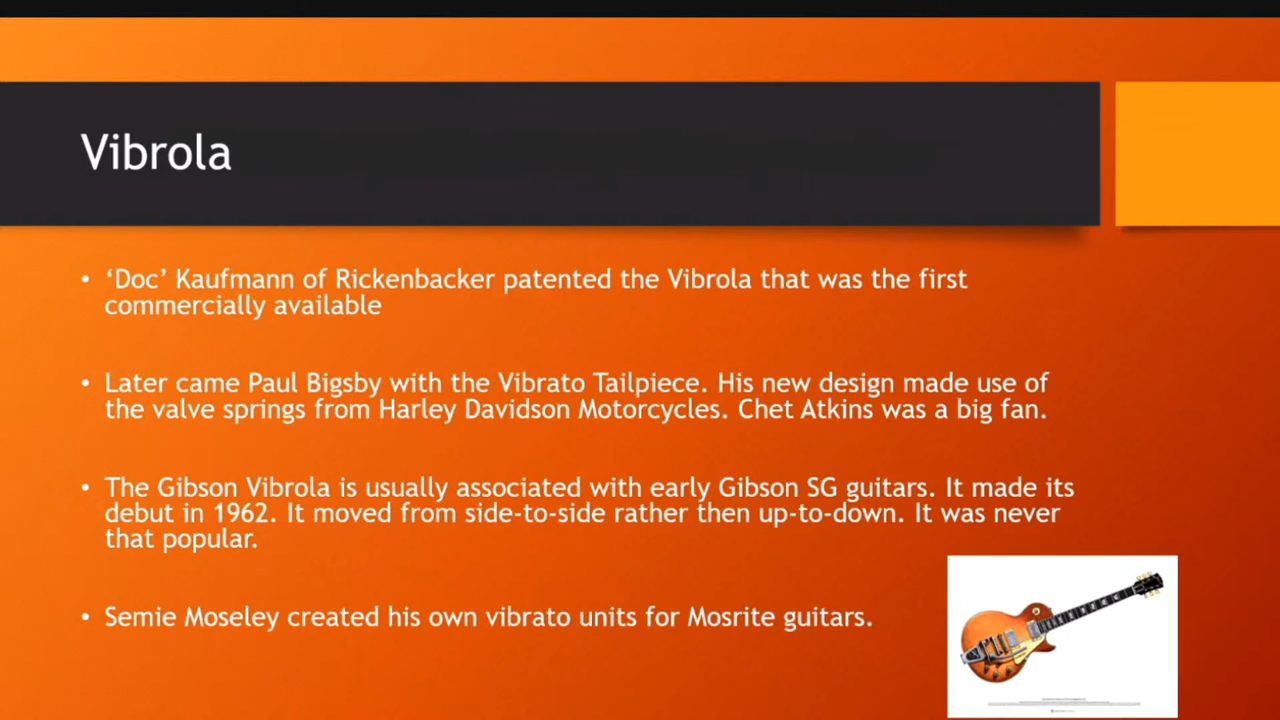 Vibrola
• ‘Doc’ Kaufmann of Rickenbacker patented the Vibrola that was the first
commercially available
• Later came Paul Bigsby with the Vibrato Tailpiece. His new design made use of
the valve springs from Harley Davidson Motorcycles. Chet Atkins was a big fan.
• The Gibson Vibrola is usually associated with early Gibson SG guitars. It made its
debut in 1962. It moved from side-to-side rather then up-to-down. It was never
that popular.
• Semie Moseley created his own vibrato units for Mosrite guitars.